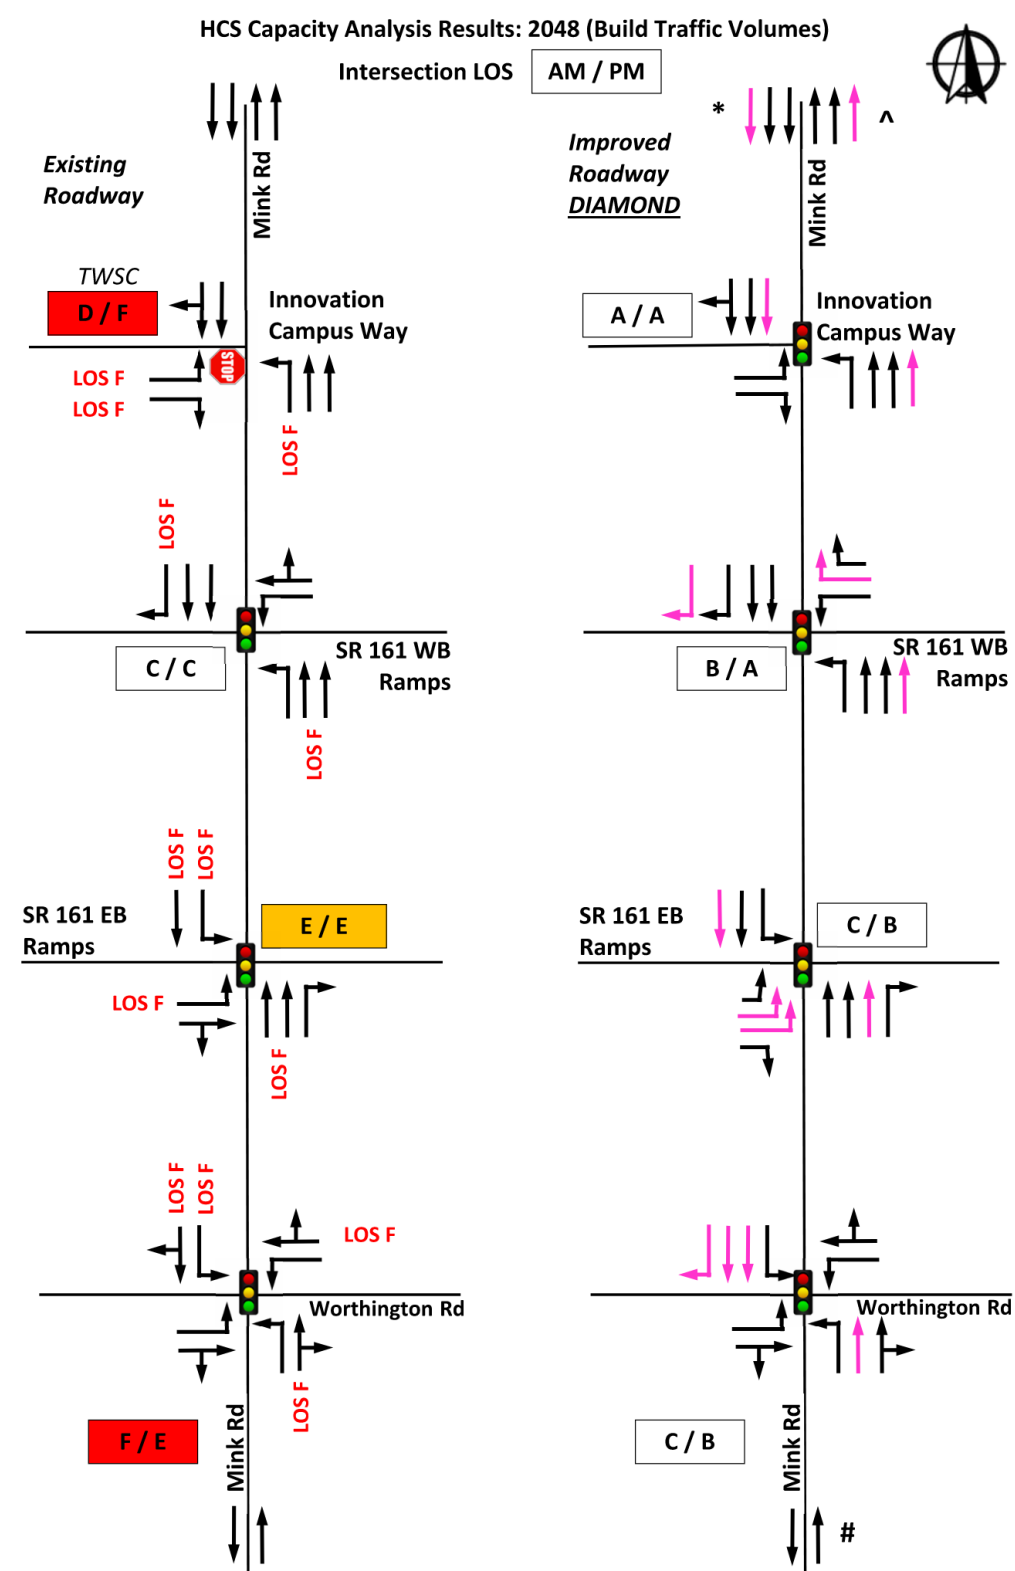 HCS Capacity Analysis Results: 2048 (Build Traffic Volumes)
Intersection LOS
AM / PM
Existing
Roadway
Mink Rd
TWSC
D / F
Innovation
Campus Way
STOP
LOS F
LOS F
LOS F
LOS F
C / C
SR 161 WB
Ramps
LOS F
LOS F
LOS F
SR 161 EB
Ramps
E / E
LOS F
LOS F
LOS F
LOS F
LOS F
Worthington Rd
LOS F
F / E
Mink Rd
*
^
Improved
Roadway
DIAMOND
Mink Rd
A / A
Innovation
Campus Way
B / A
SR 161 WB
Ramps
SR 161 EB
Ramps
C / B
Worthington Rd
C / B
Mink Rd
#